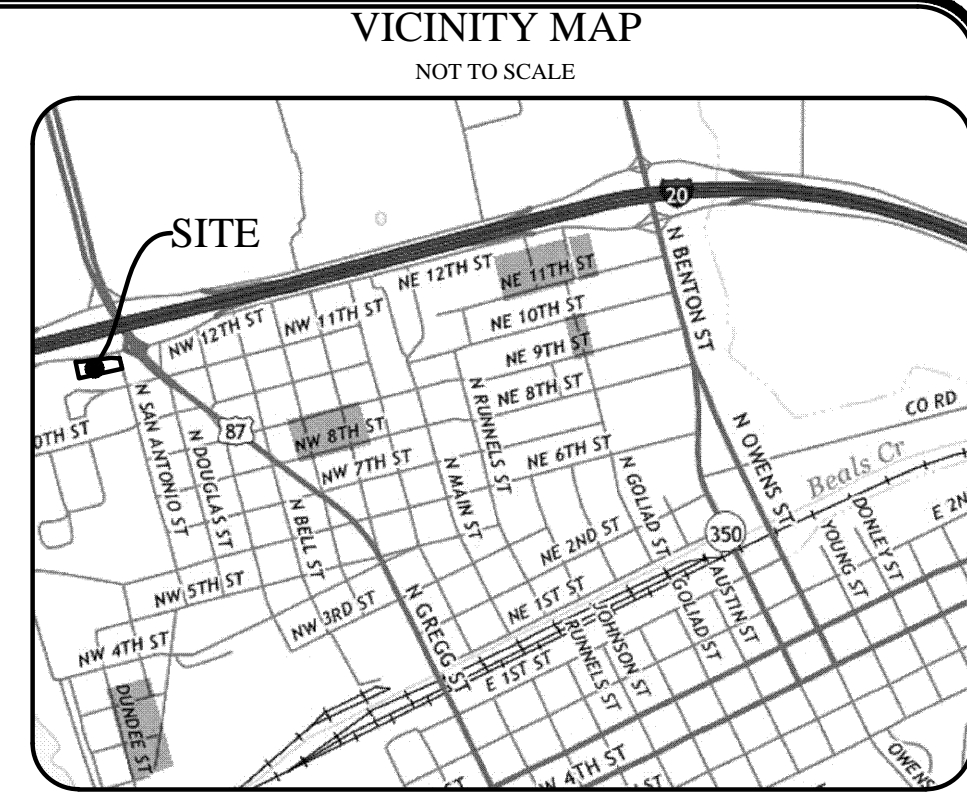 VICINITY MAP
NOT TO SCALE
20
SITE
N BENTON ST
NE 12TH ST
NE 11TH ST
NW 12TH ST
NW 11TH ST
NE 10TH ST
NE 9TH ST
NE 8TH ST
N RUNNELS ST
N SAN ANTONIO ST
CO RD
0TH ST
87
N DOUGLAS ST
NW 8TH ST
N OWENS ST
NE 6TH ST
Beals Cr
NW 7TH ST
N MAIN ST
N GOLIAD ST
E 2N
N BELL ST
350
DONLEY ST
YOUNG ST
NE 2ND ST
NW 5TH ST
AUSTIN ST
GOLIAD ST
NE 1ST ST
N GREGG ST
NW 3RD ST
JOHNSON ST
RUNNELS ST
NW 4TH ST
E 1ST ST
DUNDEE ST
OWENS
W 4TH ST
ST
ST